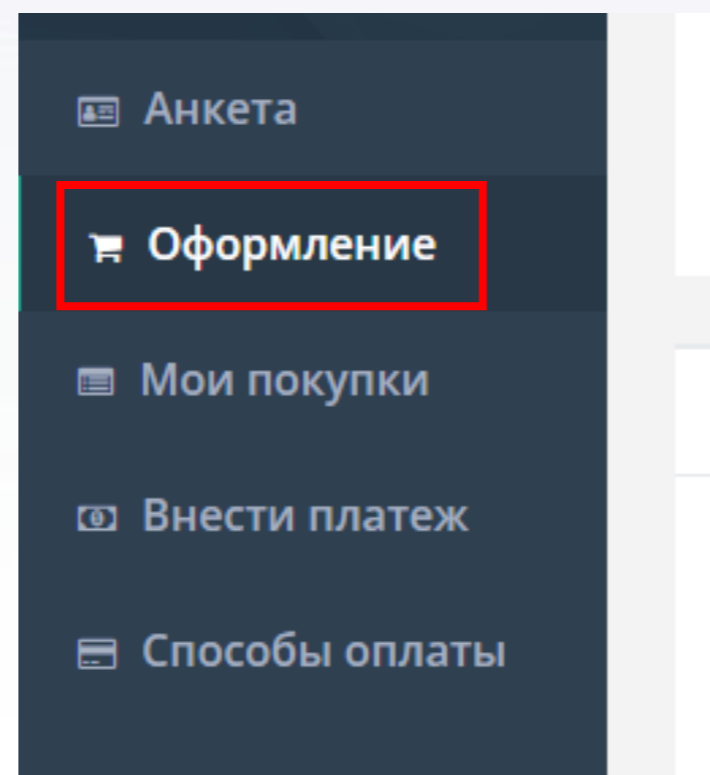 Анкета
Оформление
Мои покупки
Внести платеж
Способы оплаты